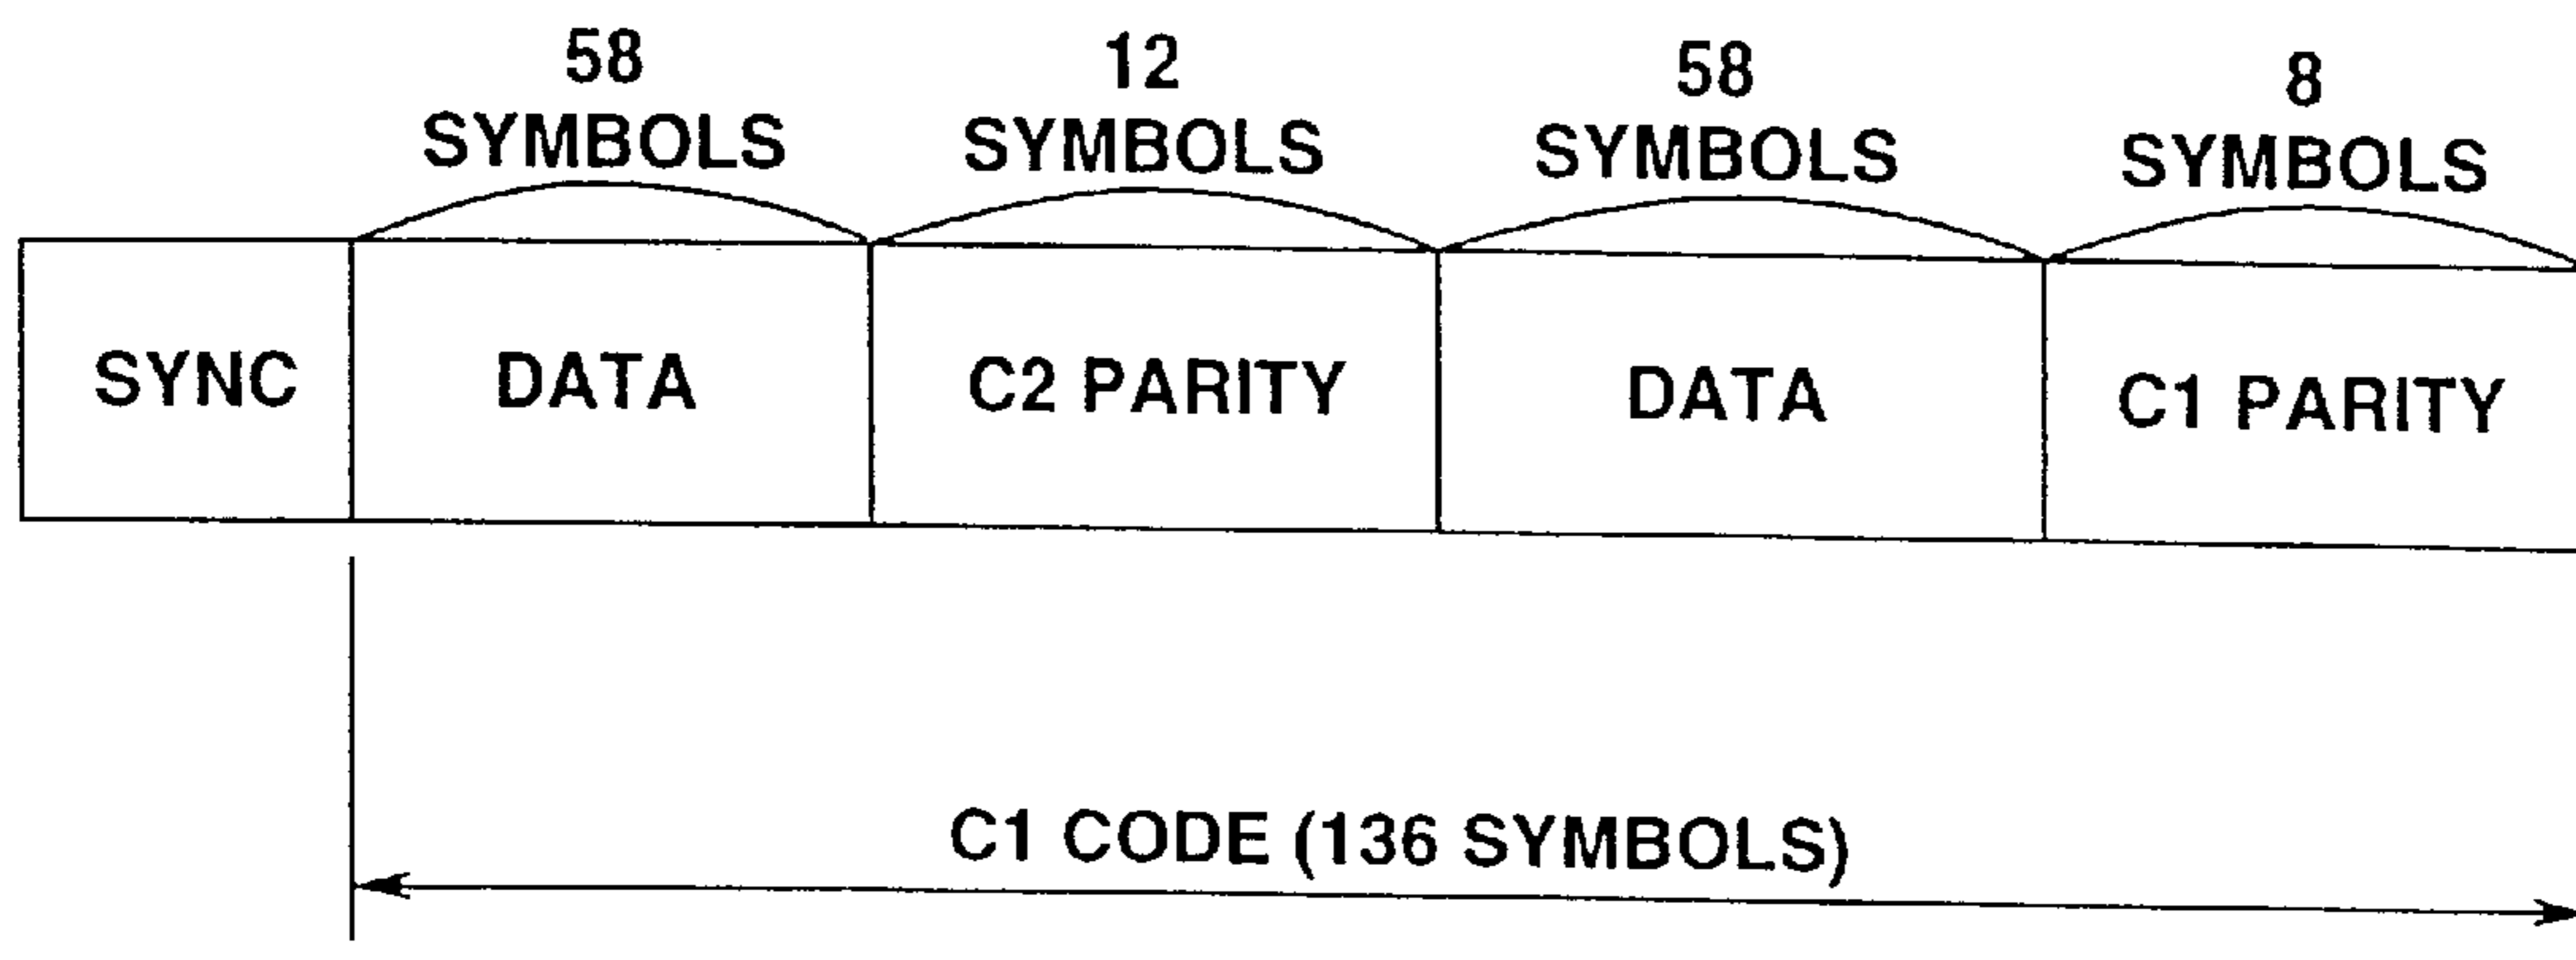 58
SYMBOLS
12
SYMBOLS
58
SYMBOLS
8
SYMBOLS
SYNC
DATA
C2 PARITY
DATA
C1 PARITY
C1 CODE (136 SYMBOLS)